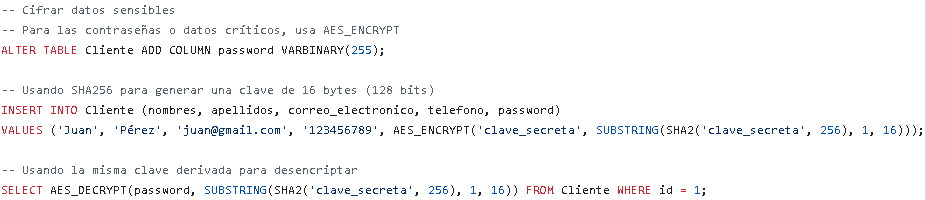 -- Cifrar datos sensibles
-- Para las contraseñas o datos críticos, usa AES_ENCRYPT
ALTER TABLE Cliente ADD COLUMN password VARBINARY(255);
-- Usando SHA256 para generar una clave de 16 bytes (128 bits)
INSERT INTO Cliente (nombres, apellidos, correo_electronico, telefono, password)
VALUES ('Juan', 'Pérez', 'juan@gmail.com', '123456789', AES_ENCRYPT('clave_secreta', SUBSTRING(SHA2('clave_secreta', 256), 1, 16)));
-- Usando la misma clave derivada para desencriptar
SELECT AES_DECRYPT(password, SUBSTRING(SHA2('clave_secreta', 256), 1, 16)) FROM Cliente WHERE id = 1;